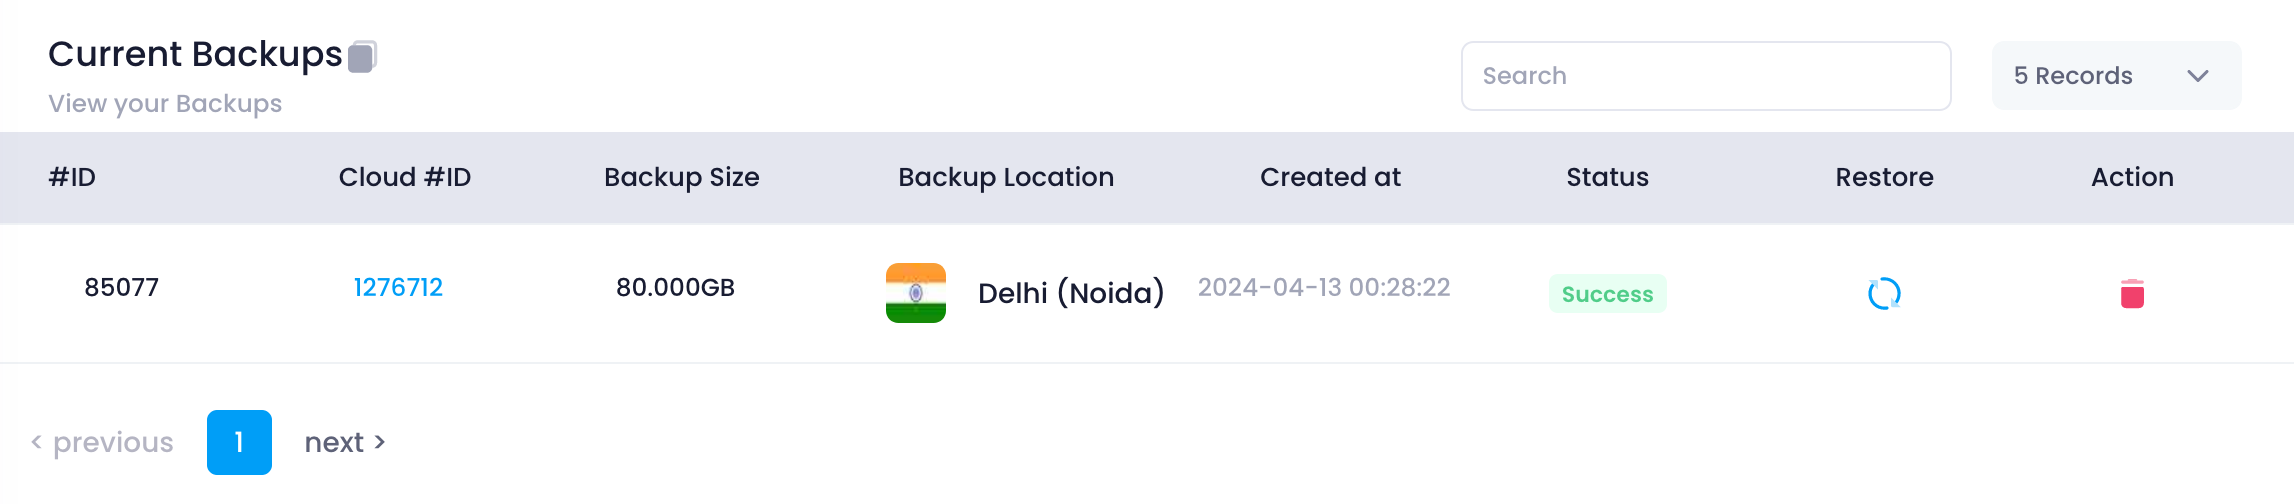 Current Backups
View your Backups
Search
5 Records
#ID Cloud #ID Backup Size Backup Location Created at Status Restore Action
85077 1276712 80.000GB Delhi (Noida) 2024-04-13 00:28:22 Success
< previous 1 next >